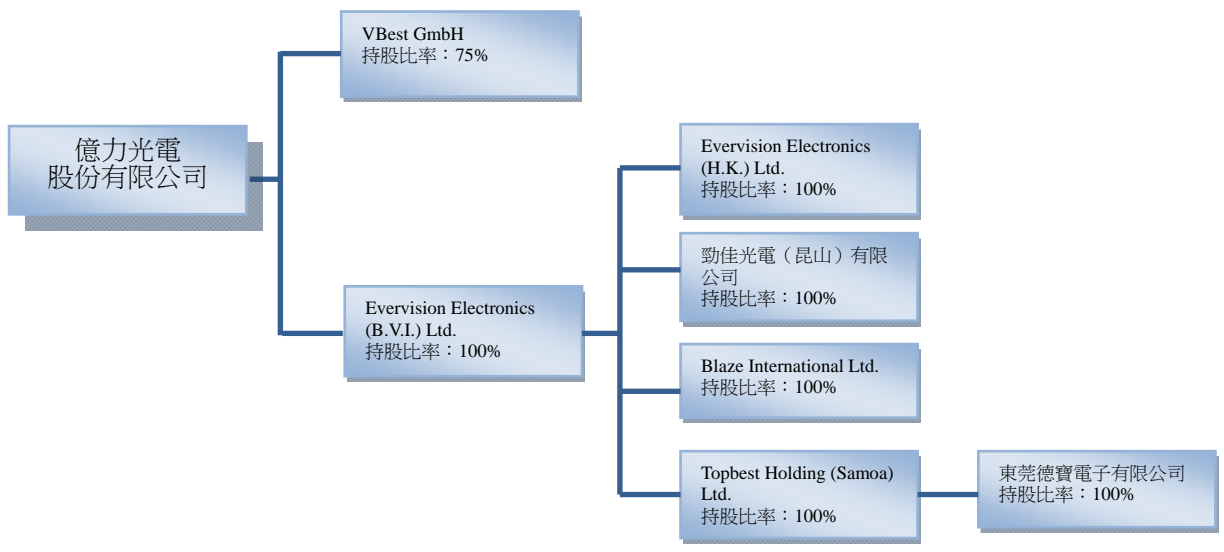 VBest GmbH
持股比率：75%
億力光電
股份有限公司
Evervision Electronics
(B.V.I.) Ltd.
持股比率：100%
Evervision Electronics
(H.K.) Ltd.
持股比率：100%
勁佳光電（昆山）有限
公司
持股比率：100%
Blaze International Ltd.
持股比率：100%
Topbest Holding (Samoa)
Ltd.
持股比率：100%
東莞德寶電子有限公司
持股比率：100%